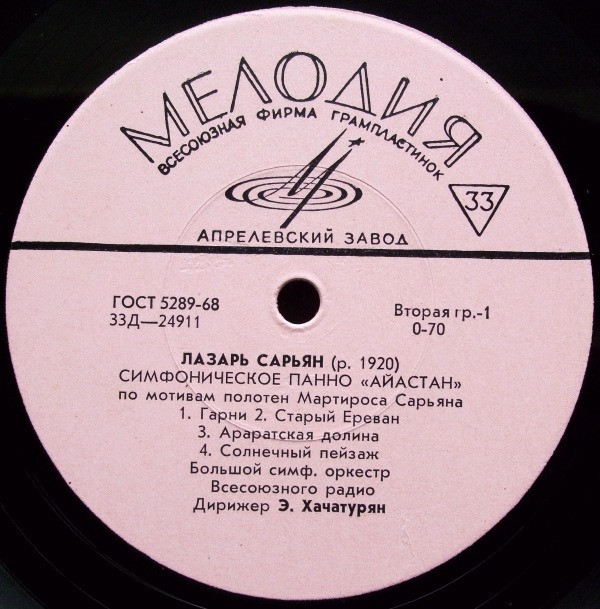 МЕЛОДИЯ
ВСЕСОЮЗНАЯ ФИРМА ГРАМПЛАСТИНОК
33
АПРЕЛЕВСКИЙ ЗАВОД
ГОСТ 5289-68
33Д—24911
Вторая гр.-1
0-70
ЛАЗАРЬ САРЬЯН (р. 1920)
СИМФОНИЧЕСКОЕ ПАННО «АЙАСТАН»
по мотивам полотен Мартироса Сарьяна
1. Гарни 2. Старый Ереван
3. Араратская долина
4. Солнечный пейзаж
Большой симф. оркестр
Всесоюзного радио
Дирижер Э. Хачатурян